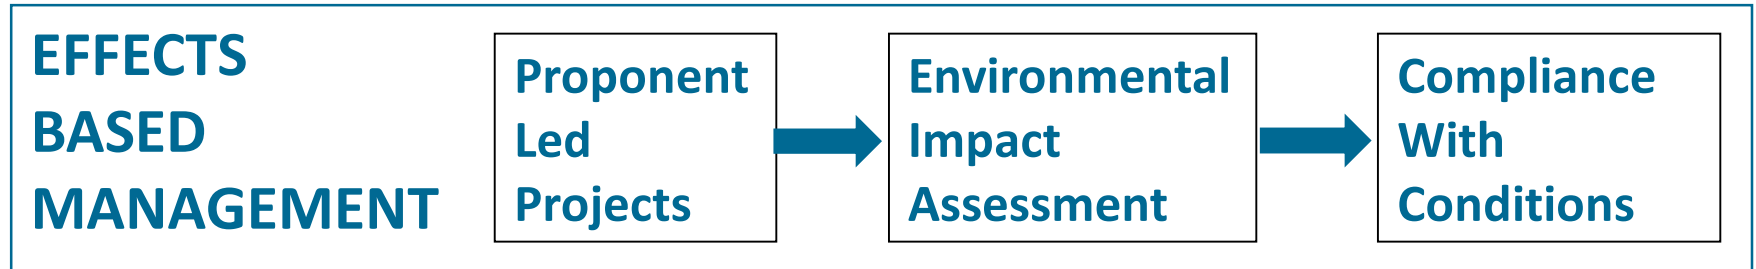 EFFECTS
BASED
MANAGEMENT
Proponent
Led
Projects
Environmental
Impact
Assessment
Compliance
With
Conditions